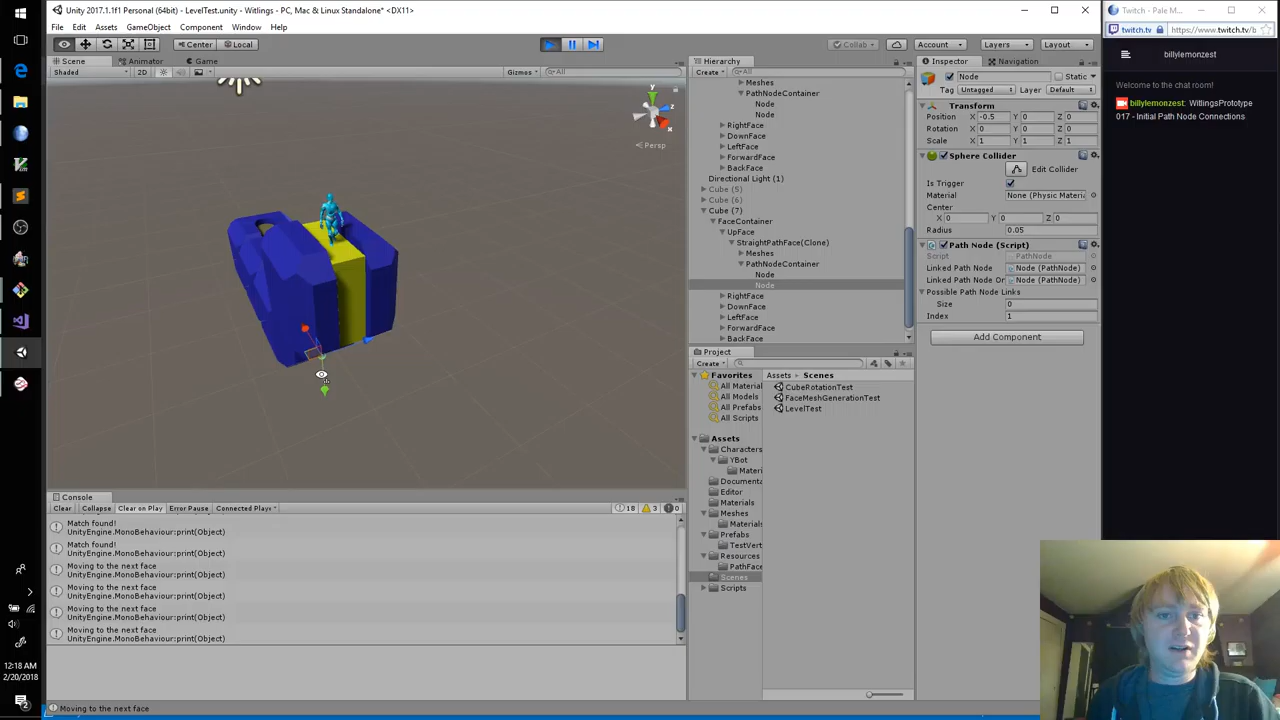 Unity 2017.1.1f1 Personal (64bit) - LevelTest.unity - Witlings - PC, Mac & Linux Standalone* <DX11>
File Edit Assets GameObject Component Window Help
Center Local
Collab Account Layers Layout
Scene Animator Game
Shaded 2D Gizmos All
y
z
x
Persp
Hierarchy
Create All
Meshes
PathNodeContainer
Node
Node
RightFace
DownFace
LeftFace
ForwardFace
BackFace
Directional Light (1)
Cube (5)
Cube (6)
Cube (7)
FaceContainer
UpFace
StraightPathFace(Clone)
Meshes
PathNodeContainer
Node
Node
RightFace
DownFace
LeftFace
ForwardFace
BackFace
Inspector Navigation
Node Static
Tag Untagged Layer Default
Transform
Position X -0.5 Y 0 Z 0
Rotation X 0 Y 0 Z 0
Scale X 1 Y 1 Z 1
Sphere Collider
Edit Collider
Is Trigger
Material None (Physic Materia
Center
X 0 Y 0 Z 0
Radius 0.05
Path Node (Script)
Script PathNode
Linked Path Node Node (PathNode)
Linked Path Node Or Node (PathNode)
Possible Path Node Links
Size 0
Index 1
Add Component
Project
Create
Favorites
All Material
All Models
All Prefabs
All Scripts
Assets
Characters
YBot
Materi
Documenta
Editor
Materials
Meshes
Materials
Prefabs
TestVert
Resources
PathFace
Scenes
Scripts
Assets Scenes
CubeRotationTest
FaceMeshGenerationTest
LevelTest
Console
Clear Collapse Clear on Play Error Pause Connected Playe 18 3 0
Match found!
UnityEngine.MonoBehaviour:print(Object)
Match found!
UnityEngine.MonoBehaviour:print(Object)
Moving to the next face
UnityEngine.MonoBehaviour:print(Object)
Moving to the next face
UnityEngine.MonoBehaviour:print(Object)
Moving to the next face
UnityEngine.MonoBehaviour:print(Object)
Moving to the next face
UnityEngine.MonoBehaviour:print(Object)
Moving to the next face
Twitch - Pale M
twitch.tv https://www.twitch.tv/b
billylemonzest
Welcome to the chat room!
billylemonzest: WitlingsPrototype
017 - Initial Path Node Connections
12:18 AM
2/20/2018
2